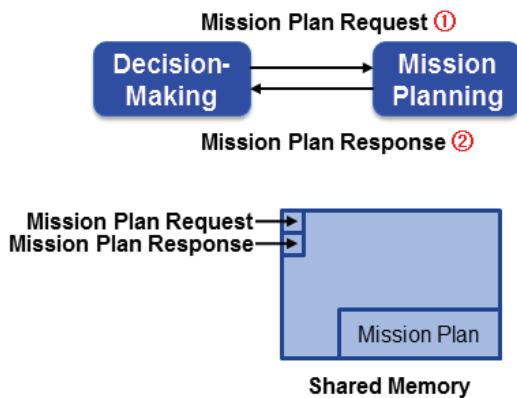 Mission Plan Request ①
Decision-
Making
Mission
Planning
Mission Plan Response ②
Mission Plan Request
Mission Plan Response
Mission Plan
Shared Memory